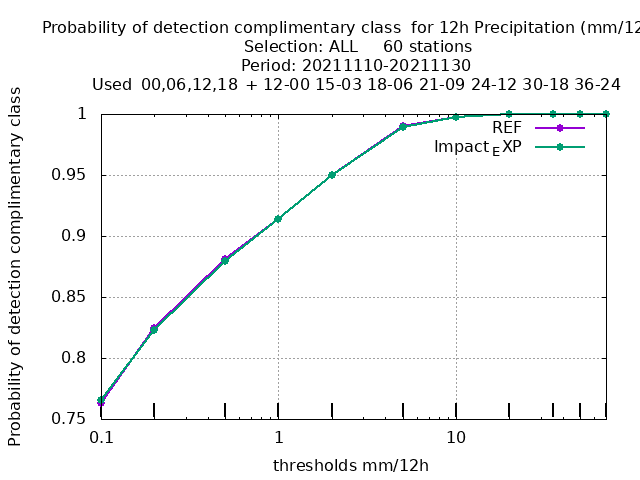 Probability of detection complimentary class  for 12h Precipitation (mm/12
Selection: ALL     60 stations
Period: 20211110-20211130
Used  00,06,12,18  + 12-00 15-03 18-06 21-09 24-12 30-18 36-24
Probability of detection complimentary class
1
0.95
0.9
0.85
0.8
0.75
REF
Impact_EXP
0.1 1 10
thresholds mm/12h